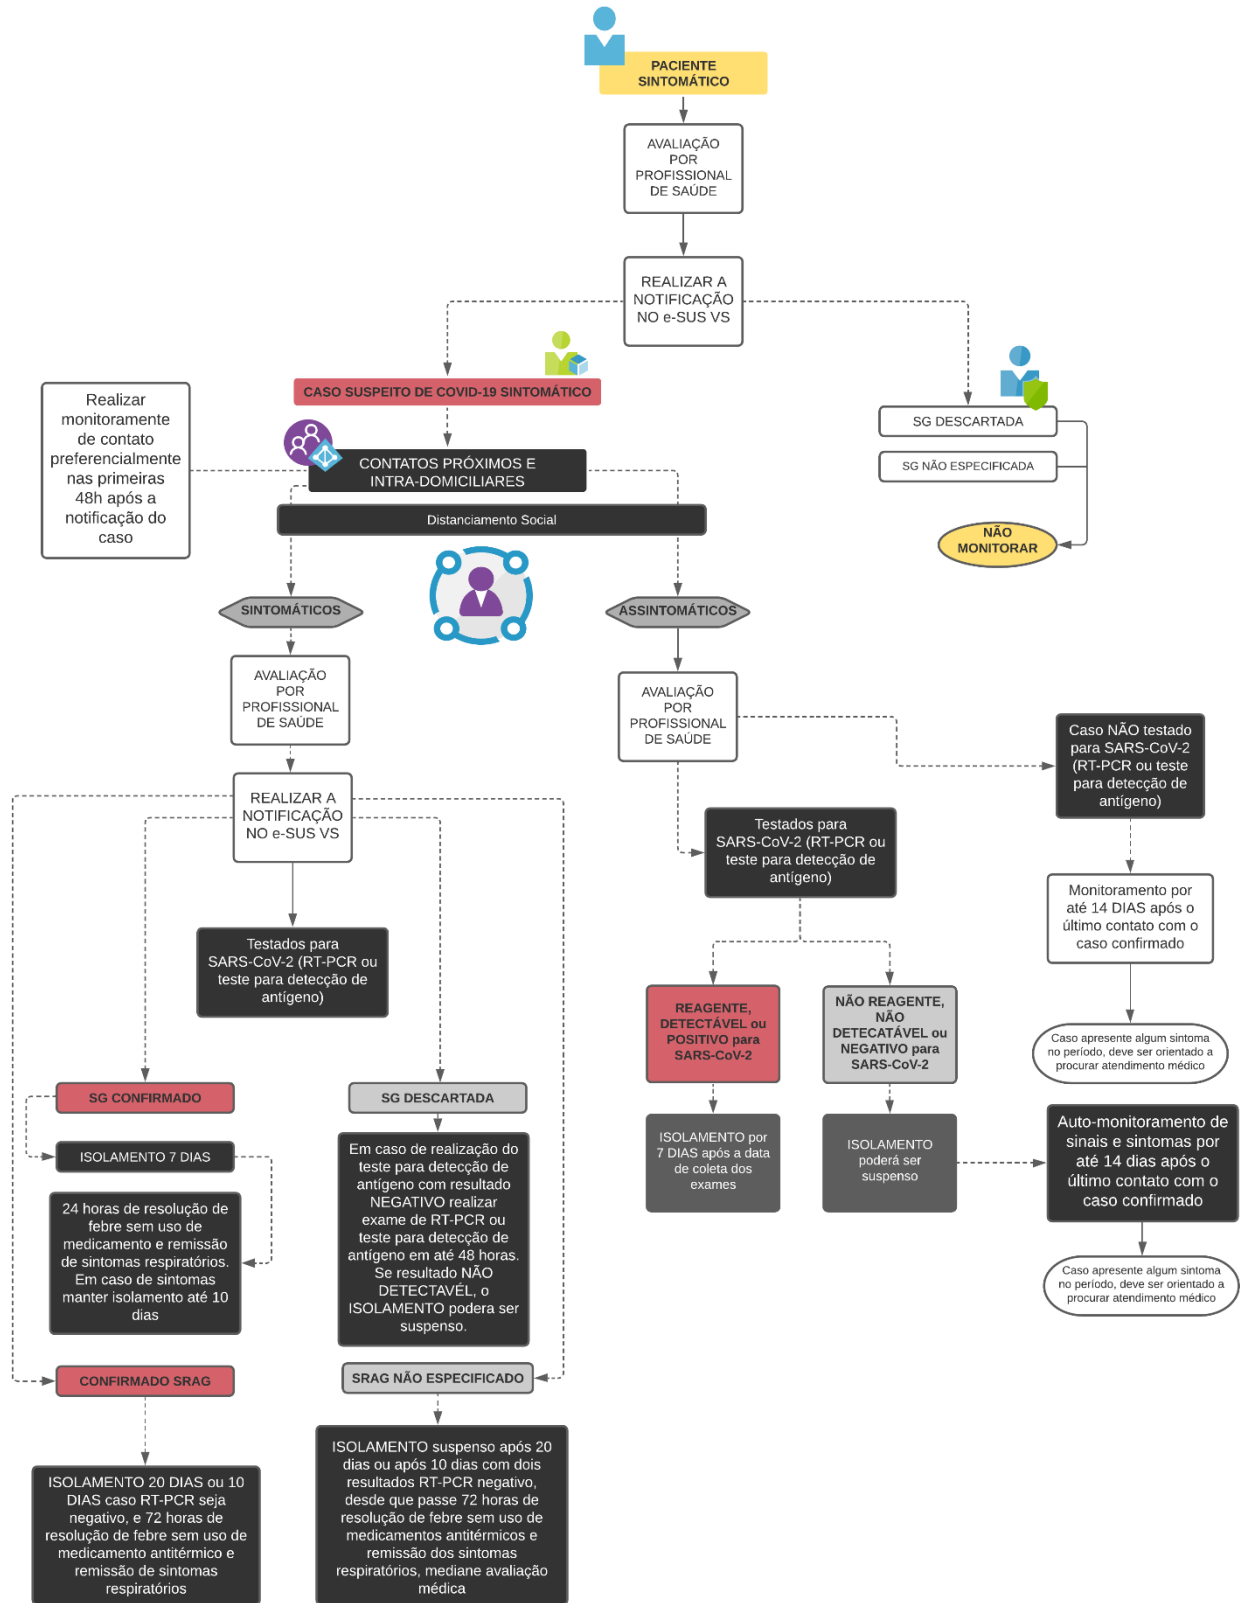 PACIENTE
SINTOMÁTICO
AVALIAÇÃO
POR
PROFISSIONAL
DE SAÚDE
REALIZAR A
NOTIFICAÇÃO
NO e-SUS VS
CASO SUSPEITO DE COVID-19 SINTOMÁTICO
Realizar
monitoramente
de contato
preferencialmente
nas primeiras
48h após a
notificação do
caso
CONTATOS PRÓXIMOS E
INTRA-DOMICILIARES
Distanciamento Social
SG DESCARTADA
SG NÃO ESPECIFICADA
NÃO
MONITORAR
SINTOMÁTICOS
ASSINTOMÁTICOS
AVALIAÇÃO
POR
PROFISSIONAL
DE SAÚDE
REALIZAR A
NOTIFICAÇÃO
NO e-SUS VS
Testados para
SARS-CoV-2 (RT-PCR ou
teste para detecção de
antígeno)
AVALIAÇÃO
POR
PROFISSIONAL
DE SAÚDE
Caso NÃO testado
para SARS-CoV-2
(RT-PCR ou teste
para detecção de
antígeno)
Testados para
SARS-CoV-2 (RT-PCR ou
teste para detecção de
antígeno)
Monitoramento por
até 14 DIAS após o
último contato com o
caso confirmado
REAGENTE,
DETECTÁVEL ou
POSITIVO para
SARS-CoV-2
NÃO REAGENTE,
NÃO
DETECATÁVEL ou
NEGATIVO para
SARS-CoV-2
Caso apresente algum sintoma
no período, deve ser orientado a
procurar atendimento médico
ISOLAMENTO por
7 DIAS após a data
de coleta dos
exames
ISOLAMENTO
poderá ser
suspenso
Auto-monitoramento de
sinais e sintomas por
até 14 dias após o
último contato com o
caso confirmado
Caso apresente algum sintoma
no período, deve ser orientado a
procurar atendimento médico
SG CONFIRMADO
ISOLAMENTO 7 DIAS
24 horas de resolução de
febre sem uso de
medicamento e remissão
de sintomas respiratórios.
Em caso de sintomas
manter isolamento até 10
dias
SG DESCARTADA
Em caso de realização do
teste para detecção de
antígeno com resultado
NEGATIVO realizar
exame de RT-PCR ou
teste para detecção de
antígeno em até 48 horas.
Se resultado NÃO
DETECTAVÉL, o
ISOLAMENTO podera ser
suspenso.
CONFIRMADO SRAG
ISOLAMENTO 20 DIAS ou 10
DIAS caso RT-PCR seja
negativo, e 72 horas de
resolução de febre sem uso de
medicamento antitérmico e
remissão de sintomas
respiratórios
SRAG NÃO ESPECIFICADO
ISOLAMENTO suspenso após 20
dias ou após 10 dias com dois
resultados RT-PCR negativo,
desde que passe 72 horas de
resolução de febre sem uso de
medicamentos antitérmicos e
remissão dos sintomas
respiratórios, mediane avaliação
médica